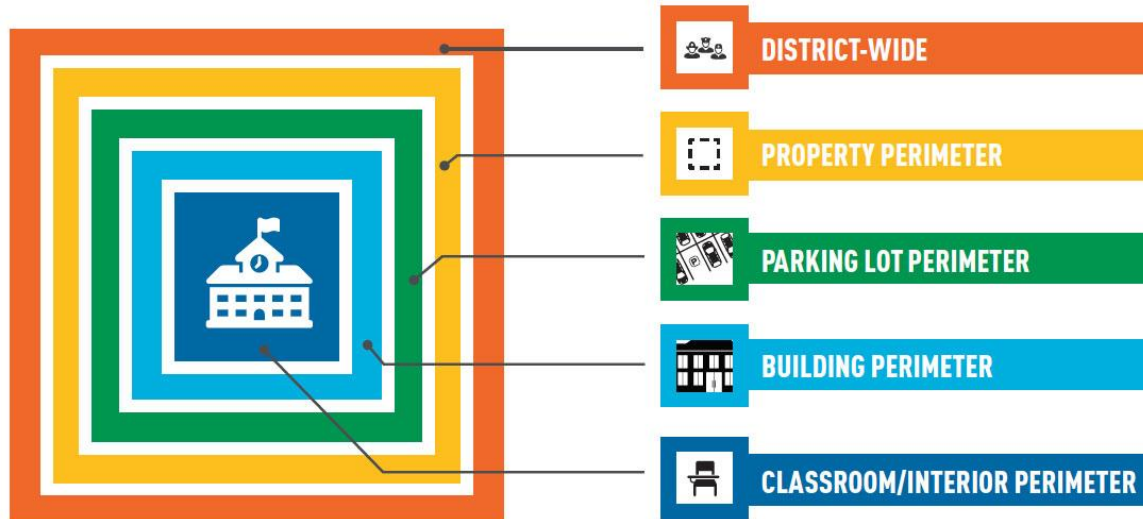 DISTRICT-WIDE
PROPERTY PERIMETER
P
PARKING LOT PERIMETER
BUILDING PERIMETER
CLASSROOM/INTERIOR PERIMETER